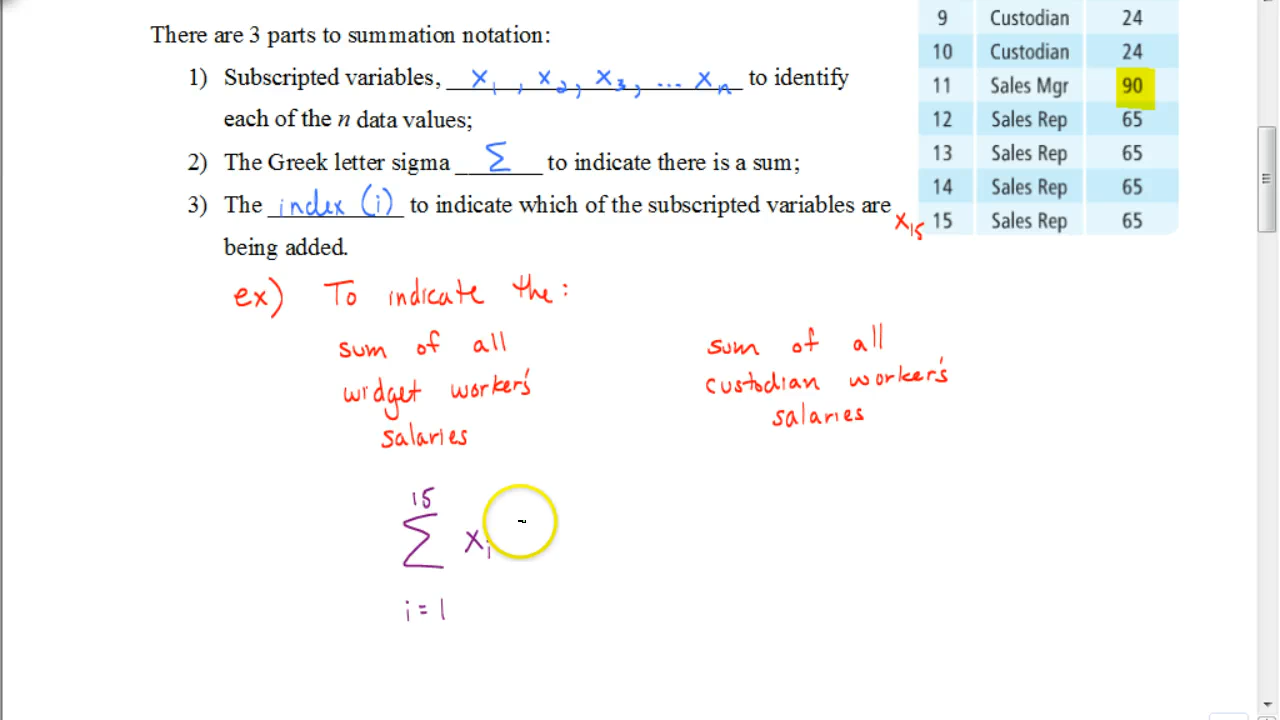 There are 3 parts to summation notation:
1) Subscripted variables, x₁, x₂, x₃, ... xₙ to identify
each of the n data values;
2) The Greek letter sigma Σ to indicate there is a sum;
3) The index (i) to indicate which of the subscripted variables are
being added.
9 Custodian 24
10 Custodian 24
11 Sales Mgr 90
12 Sales Rep 65
13 Sales Rep 65
14 Sales Rep 65
x₁₅ 15 Sales Rep 65
ex) To indicate the:
sum of all
widget worker's
salaries
sum of all
custodian worker's
salaries
15
Σ xᵢ
i = 1